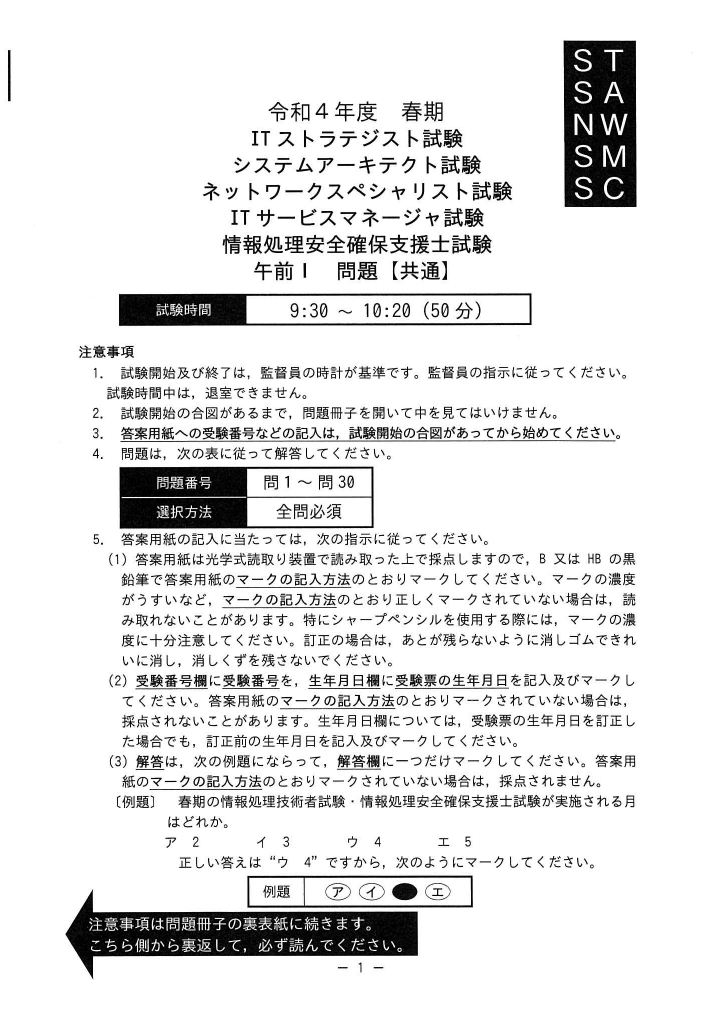 ST
SA
NW
SM
SC
令和４年度　春期
IT ストラテジスト試験
システムアーキテクト試験
ネットワークスペシャリスト試験
IT サービスマネージャ試験
情報処理安全確保支援士試験
午前Ⅰ　問題【共通】
試験時間　9:30 ～ 10:20（50 分）
注意事項
1.　試験開始及び終了は，監督員の時計が基準です。監督員の指示に従ってください。
試験時間中は，退室できません。
2.　試験開始の合図があるまで，問題冊子を開いて中を見てはいけません。
3.　答案用紙への受験番号などの記入は，試験開始の合図があってから始めてください。
4.　問題は，次の表に従って解答してください。
問題番号　問 1 ～ 問 30
選択方法　全問必須
5.　答案用紙の記入に当たっては，次の指示に従ってください。
(1) 答案用紙は光学式読取り装置で読み取った上で採点しますので，B 又は HB の黒
鉛筆で答案用紙のマークの記入方法のとおりマークしてください。マークの濃度
がうすいなど，マークの記入方法のとおり正しくマークされていない場合は，読
み取れないことがあります。特にシャープペンシルを使用する際には，マークの濃
度に十分注意してください。訂正の場合は，あとが残らないように消しゴムできれ
いに消し，消しくずを残さないでください。
(2) 受験番号欄に受験番号を，生年月日欄に受験票の生年月日を記入及びマークし
てください。答案用紙のマークの記入方法のとおりマークされていない場合は，
採点されないことがあります。生年月日欄については，受験票の生年月日を訂正し
た場合でも，訂正前の生年月日を記入及びマークしてください。
(3) 解答は，次の例題にならって，解答欄に一つだけマークしてください。答案用
紙のマークの記入方法のとおりマークされていない場合は，採点されません。
〔例題〕　春期の情報処理技術者試験・情報処理安全確保支援士試験が実施される月
はどれか。
ア　2　　イ　3　　ウ　4　　エ　5
正しい答えは“ウ　4”ですから，次のようにマークしてください。
例題　ア　イ　エ
注意事項は問題冊子の裏表紙に続きます。
こちら側から裏返して，必ず読んでください。
－ 1 －